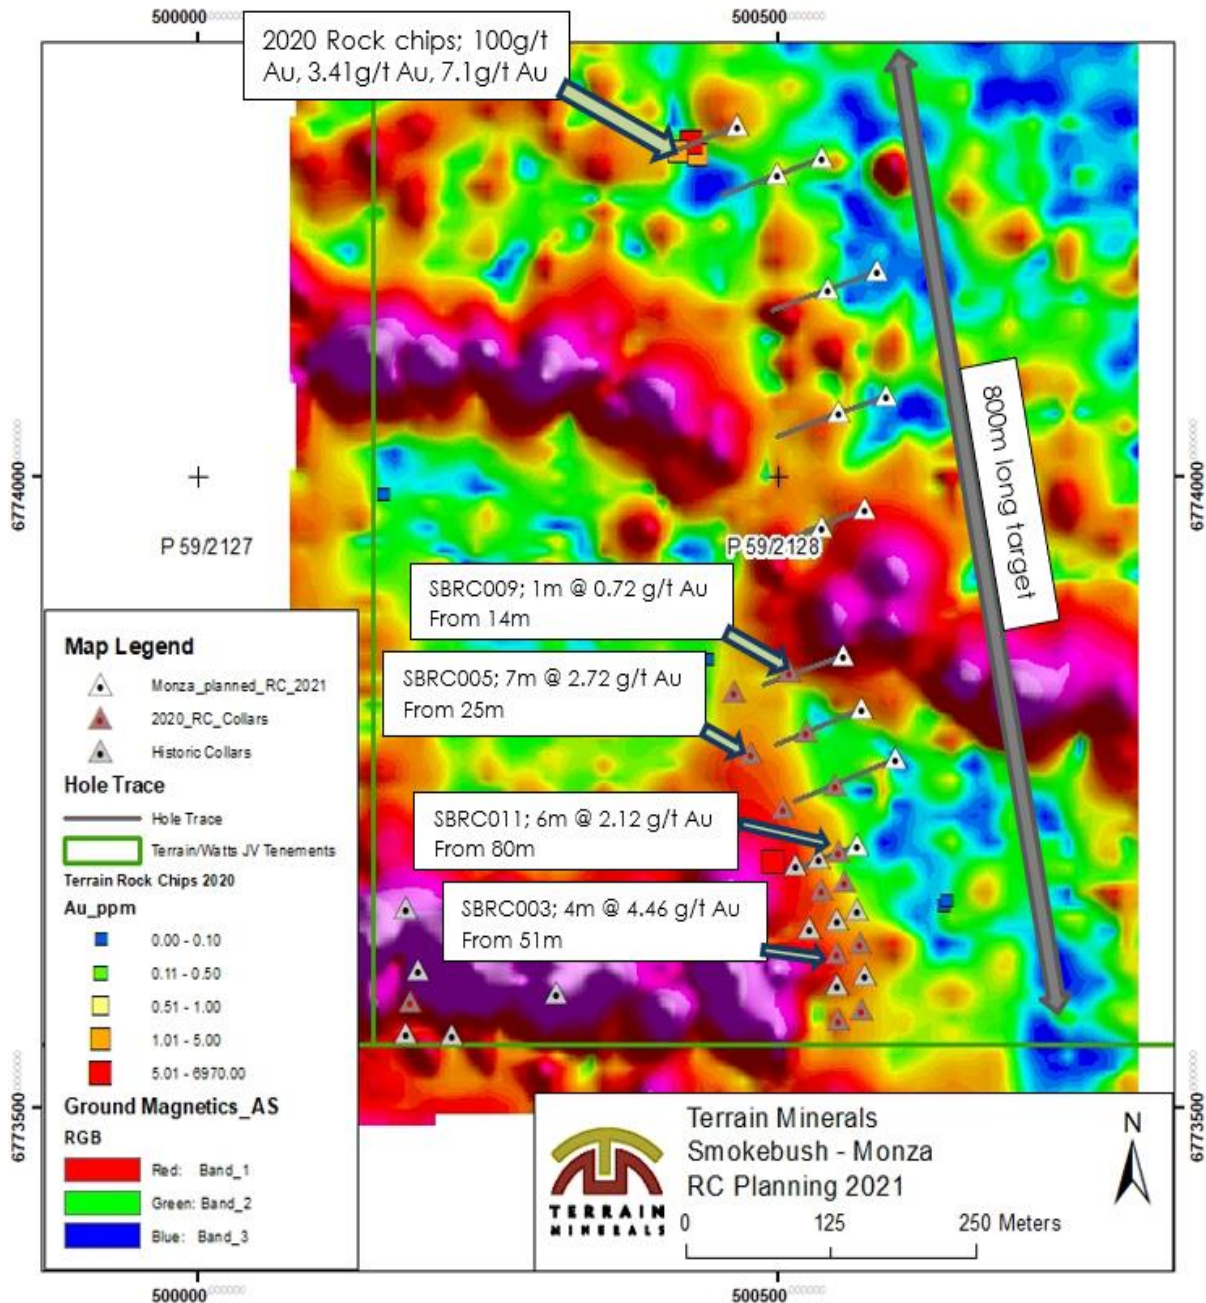 500000
500500
2020 Rock chips; 100g/t
Au, 3.41g/t Au, 7.1g/t Au
800m long target
6774000
6774000
P 59/2127
P 59/2128
SBRC009; 1m @ 0.72 g/t Au
From 14m
SBRC005; 7m @ 2.72 g/t Au
From 25m
SBRC011; 6m @ 2.12 g/t Au
From 80m
SBRC003; 4m @ 4.46 g/t Au
From 51m
Map Legend
Monza_planned_RC_2021
2020_RC_Collars
Historic Collars
Hole Trace
Hole Trace
Terrain/Watts JV Tenements
Terrain Rock Chips 2020
Au_ppm
0.00 - 0.10
0.11 - 0.50
0.51 - 1.00
1.01 - 5.00
5.01 - 6970.00
Ground Magnetics_AS
RGB
Red: Band_1
Green: Band_2
Blue: Band_3
6773500
6773500
TERRAIN
MINERALS
Terrain Minerals
Smokebush - Monza
RC Planning 2021
0 125 250 Meters
N
500000
500500